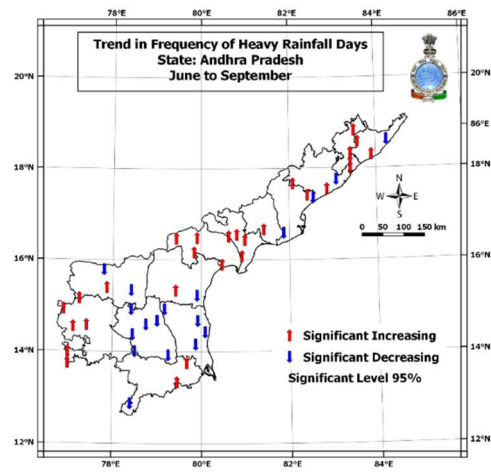 78°E 80°E 82°E 84°E 86°E
Trend in Frequency of Heavy Rainfall Days
State: Andhra Pradesh
June to September
20°N 20°N
86°E
18°N 18°N
N
W E
S
0 50 100 150 km
16°N 16°N
Significant Increasing
14°N Significant Decreasing 14°N
Significant Level 95%
12°N 12°N
78°E 80°E 82°E 84°E